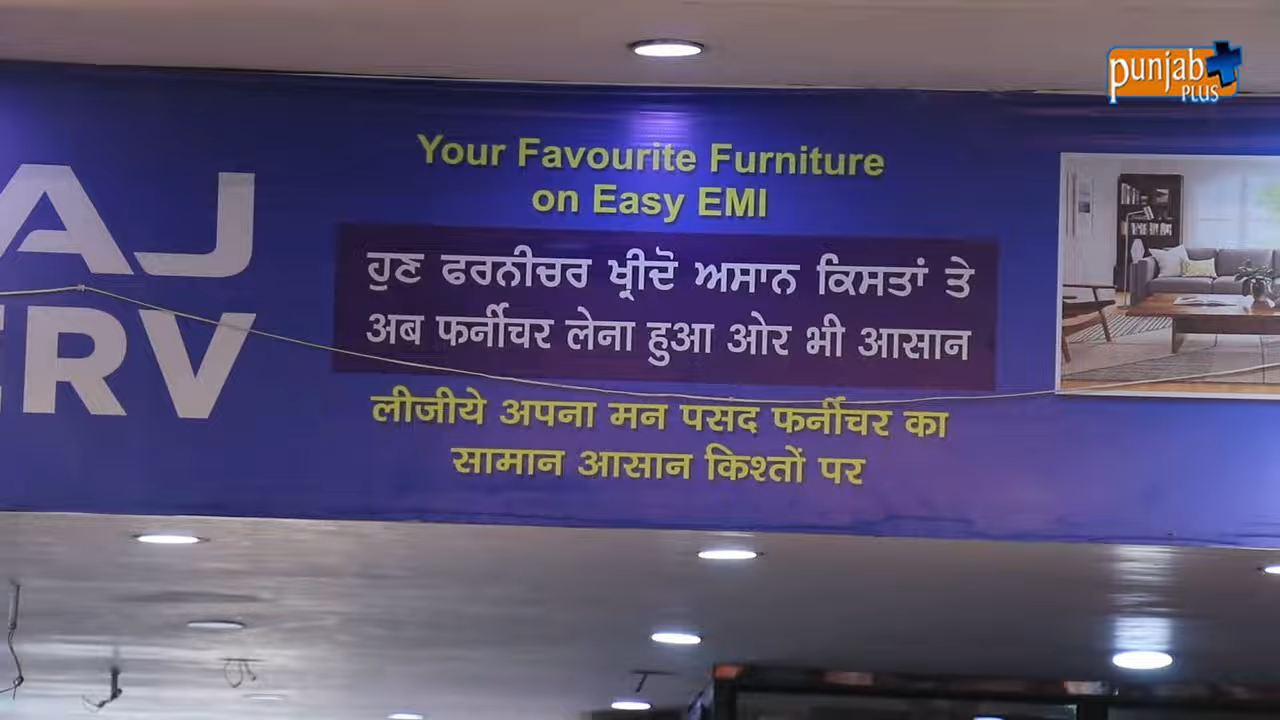 punjab
PLUS
Your Favourite Furniture
on Easy EMI
ਹੁਣ ਫਰਨੀਚਰ ਖ੍ਰੀਦੋ ਅਸਾਨ ਕਿਸਤਾਂ ਤੇ
अब फर्नीचर लेना हुआ ओर भी आसान
लीजीये अपना मन पसद फर्नीचर का
सामान आसान किश्तों पर
AJ
ERV